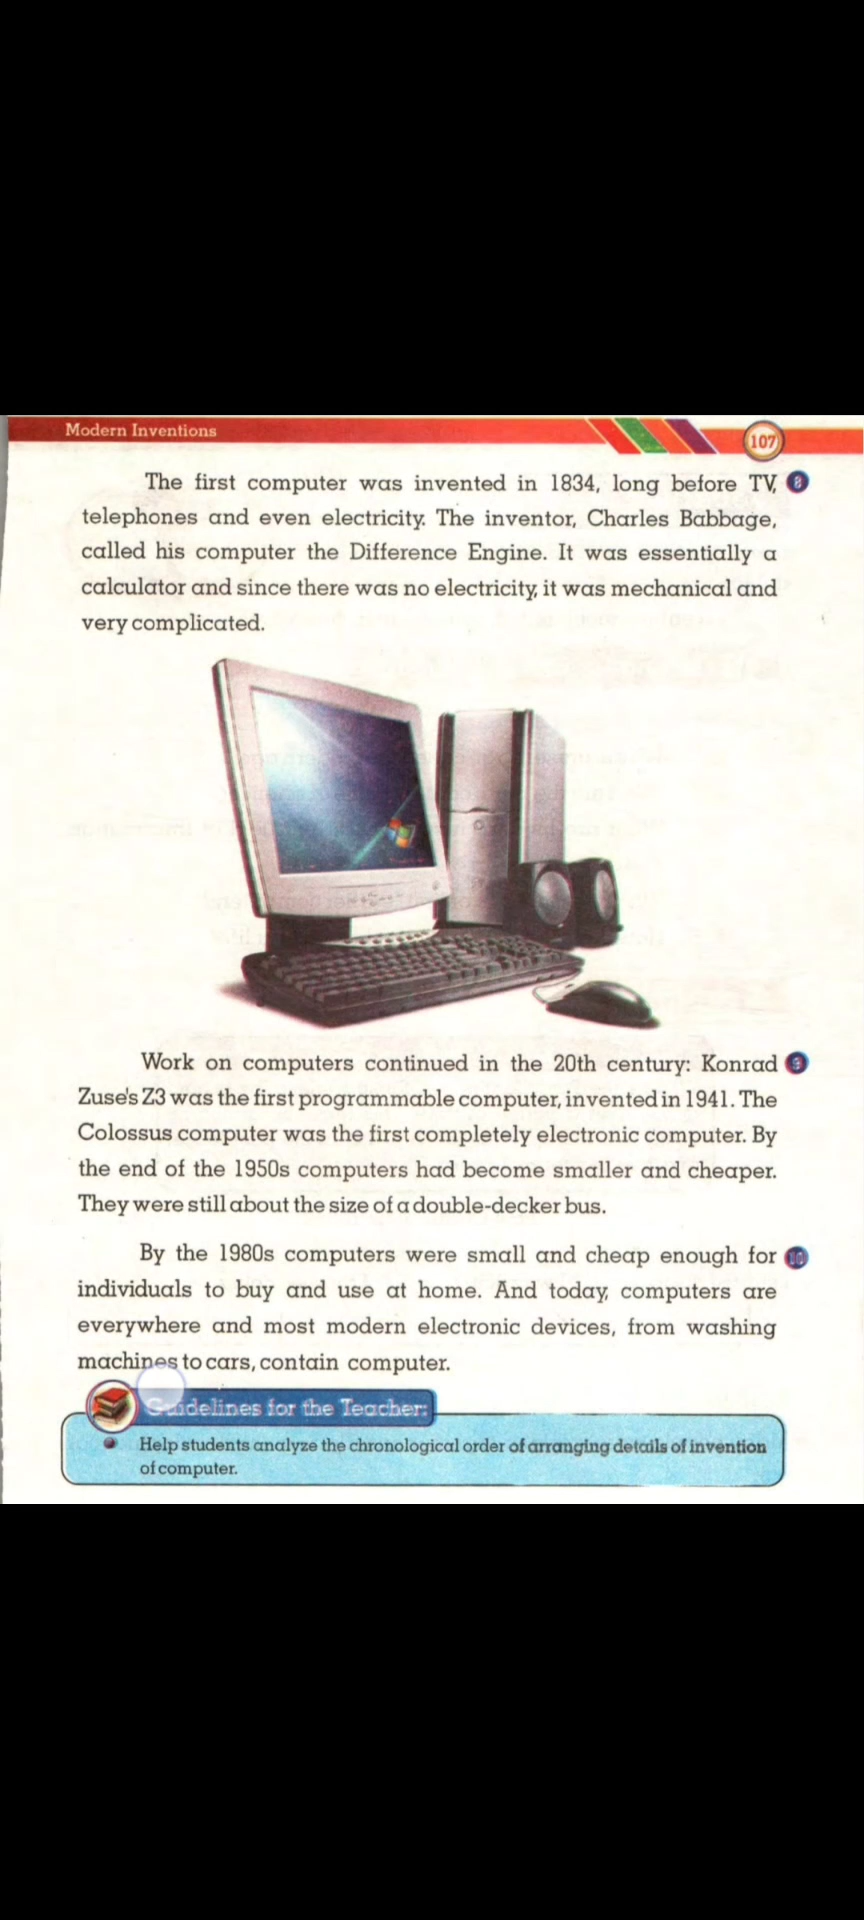 Modern Inventions
107
The first computer was invented in 1834, long before TV, 8
telephones and even electricity. The inventor, Charles Babbage,
called his computer the Difference Engine. It was essentially a
calculator and since there was no electricity, it was mechanical and
very complicated.
Work on computers continued in the 20th century: Konrad 9
Zuse's Z3 was the first programmable computer, invented in 1941. The
Colossus computer was the first completely electronic computer. By
the end of the 1950s computers had become smaller and cheaper.
They were still about the size of a double-decker bus.
By the 1980s computers were small and cheap enough for 10
individuals to buy and use at home. And today, computers are
everywhere and most modern electronic devices, from washing
machines to cars, contain computer.
Guidelines for the Teacher:
Help students analyze the chronological order of arranging details of invention
of computer.